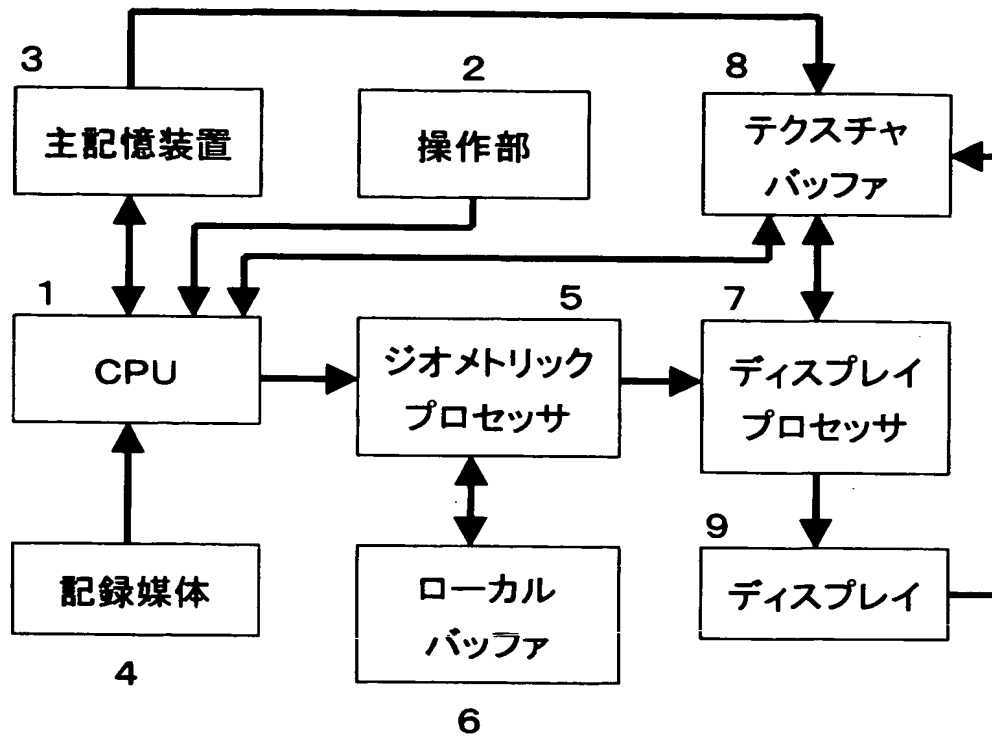 3
主記憶装置
2
操作部
8
テクスチャ
バッファ
1
CPU
5
ジオメトリック
プロセッサ
7
ディスプレイ
プロセッサ
記録媒体
4
ローカル
バッファ
6
9
ディスプレイ